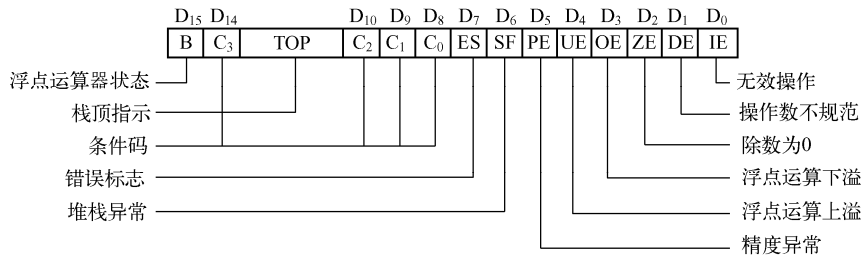 D₁₅ D₁₄ D₁₀ D₉ D₈ D₇ D₆ D₅ D₄ D₃ D₂ D₁ D₀
B C₃ TOP C₂ C₁ C₀ ES SF PE UE OE ZE DE IE
浮点运算器状态
栈顶指示
条件码
错误标志
堆栈异常
无效操作
操作数不规范
除数为0
浮点运算下溢
浮点运算上溢
精度异常